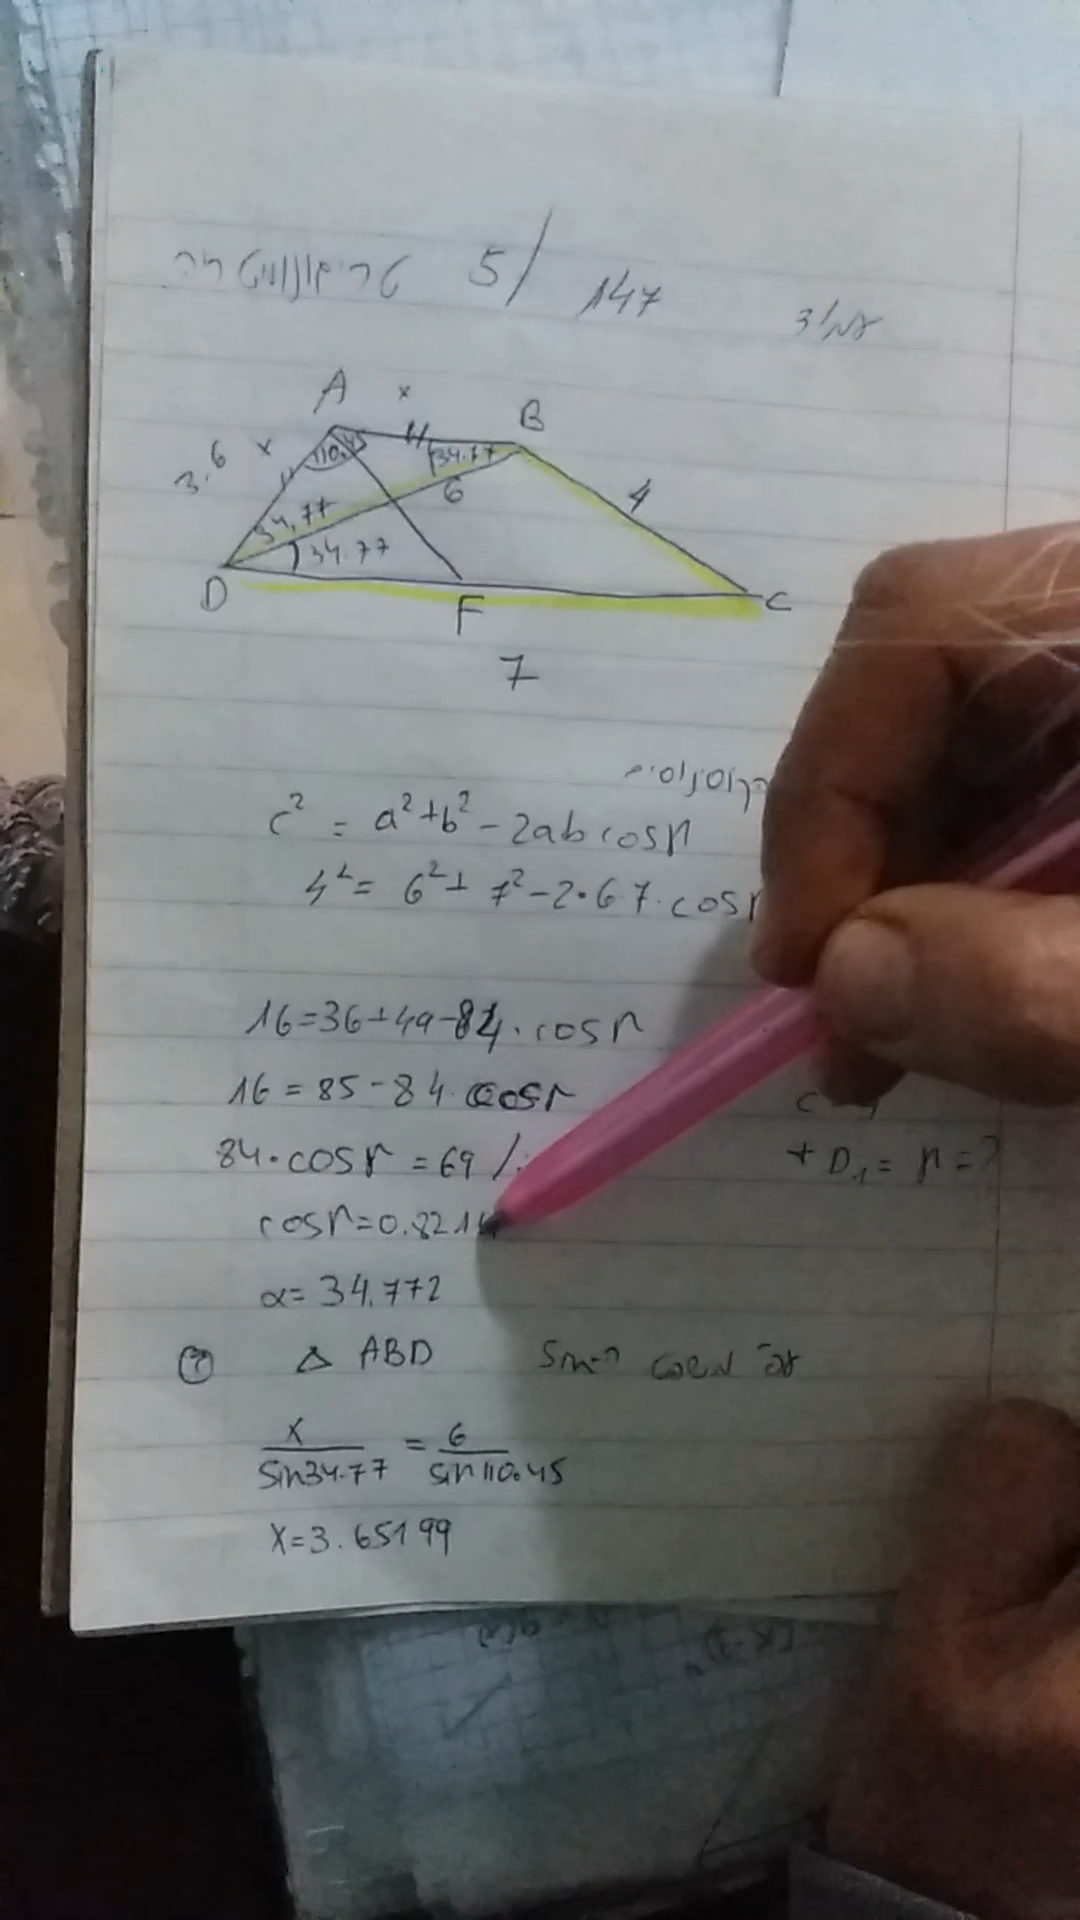 טריגונומטריה 5/ 147
A x B
3.6 x 110.45 34.77
6 4
34.77
34.77
D F C
7
הקוסינוסים
c² = a²+b²-2ab cos
4² = 6²+ 7²-2·6 7. cos
16=36+49-84. cos
16 = 85-84. cos
84.cos = 69 /:
cos =0.821
α= 34.772
△ ABD
x/sin34.77 = 6/sin110.45
x=3.65199